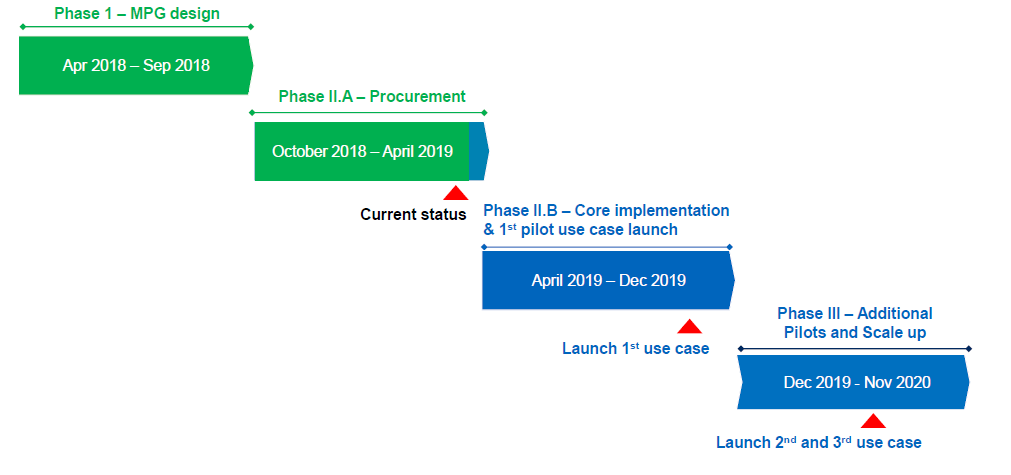 Phase 1 – MPG design
Apr 2018 – Sep 2018
Phase II.A – Procurement
October 2018 – April 2019
Current status
Phase II.B – Core implementation
& 1st pilot use case launch
April 2019 – Dec 2019
Launch 1st use case
Phase III – Additional
Pilots and Scale up
Dec 2019 - Nov 2020
Launch 2nd and 3rd use case